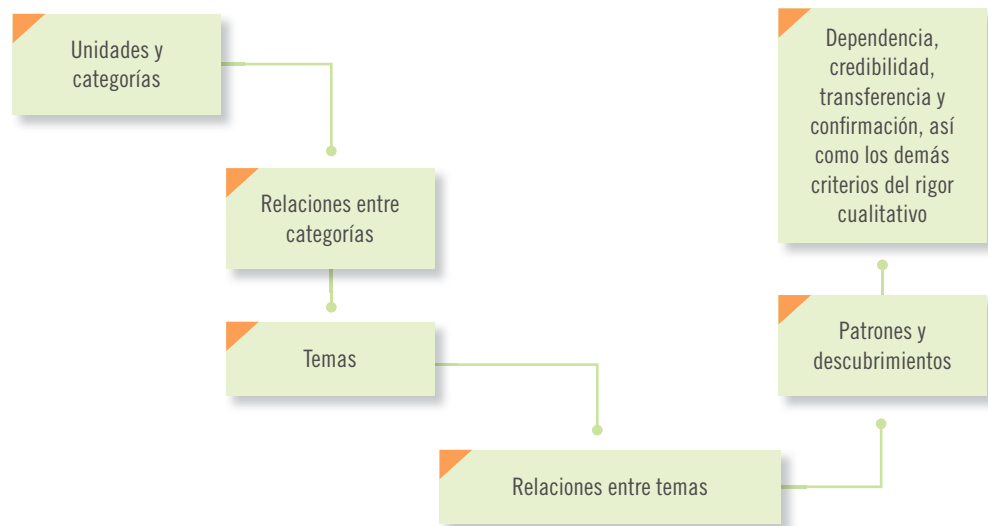 Unidades y
categorías
Relaciones entre
categorías
Temas
Relaciones entre temas
Patrones y
descubrimientos
Dependencia,
credibilidad,
transferencia y
confirmación, así
como los demás
criterios del rigor
cualitativo